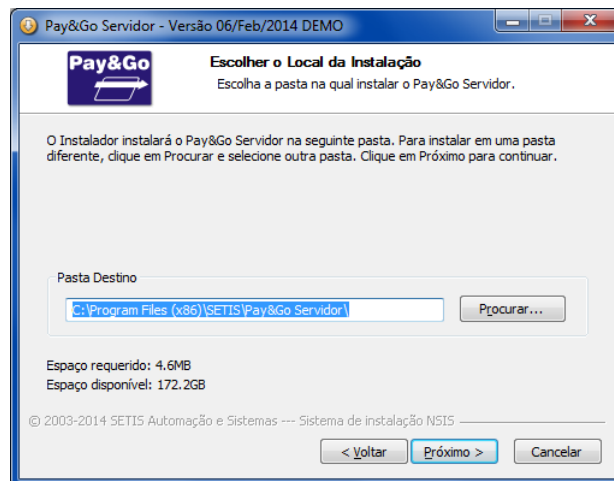 Pay&Go Servidor - Versão 06/Feb/2014 DEMO
Pay&Go
Escolher o Local da Instalação
Escolha a pasta na qual instalar o Pay&Go Servidor.
O Instalador instalará o Pay&Go Servidor na seguinte pasta. Para instalar em uma pasta
diferente, clique em Procurar e selecione outra pasta. Clique em Próximo para continuar.
Pasta Destino
C:\Program Files (x86)\SETIS\Pay&Go Servidor\
Procurar...
Espaço requerido: 4.6MB
Espaço disponível: 172.2GB
© 2003-2014 SETIS Automação e Sistemas --- Sistema de instalação NSIS
< Voltar Próximo > Cancelar